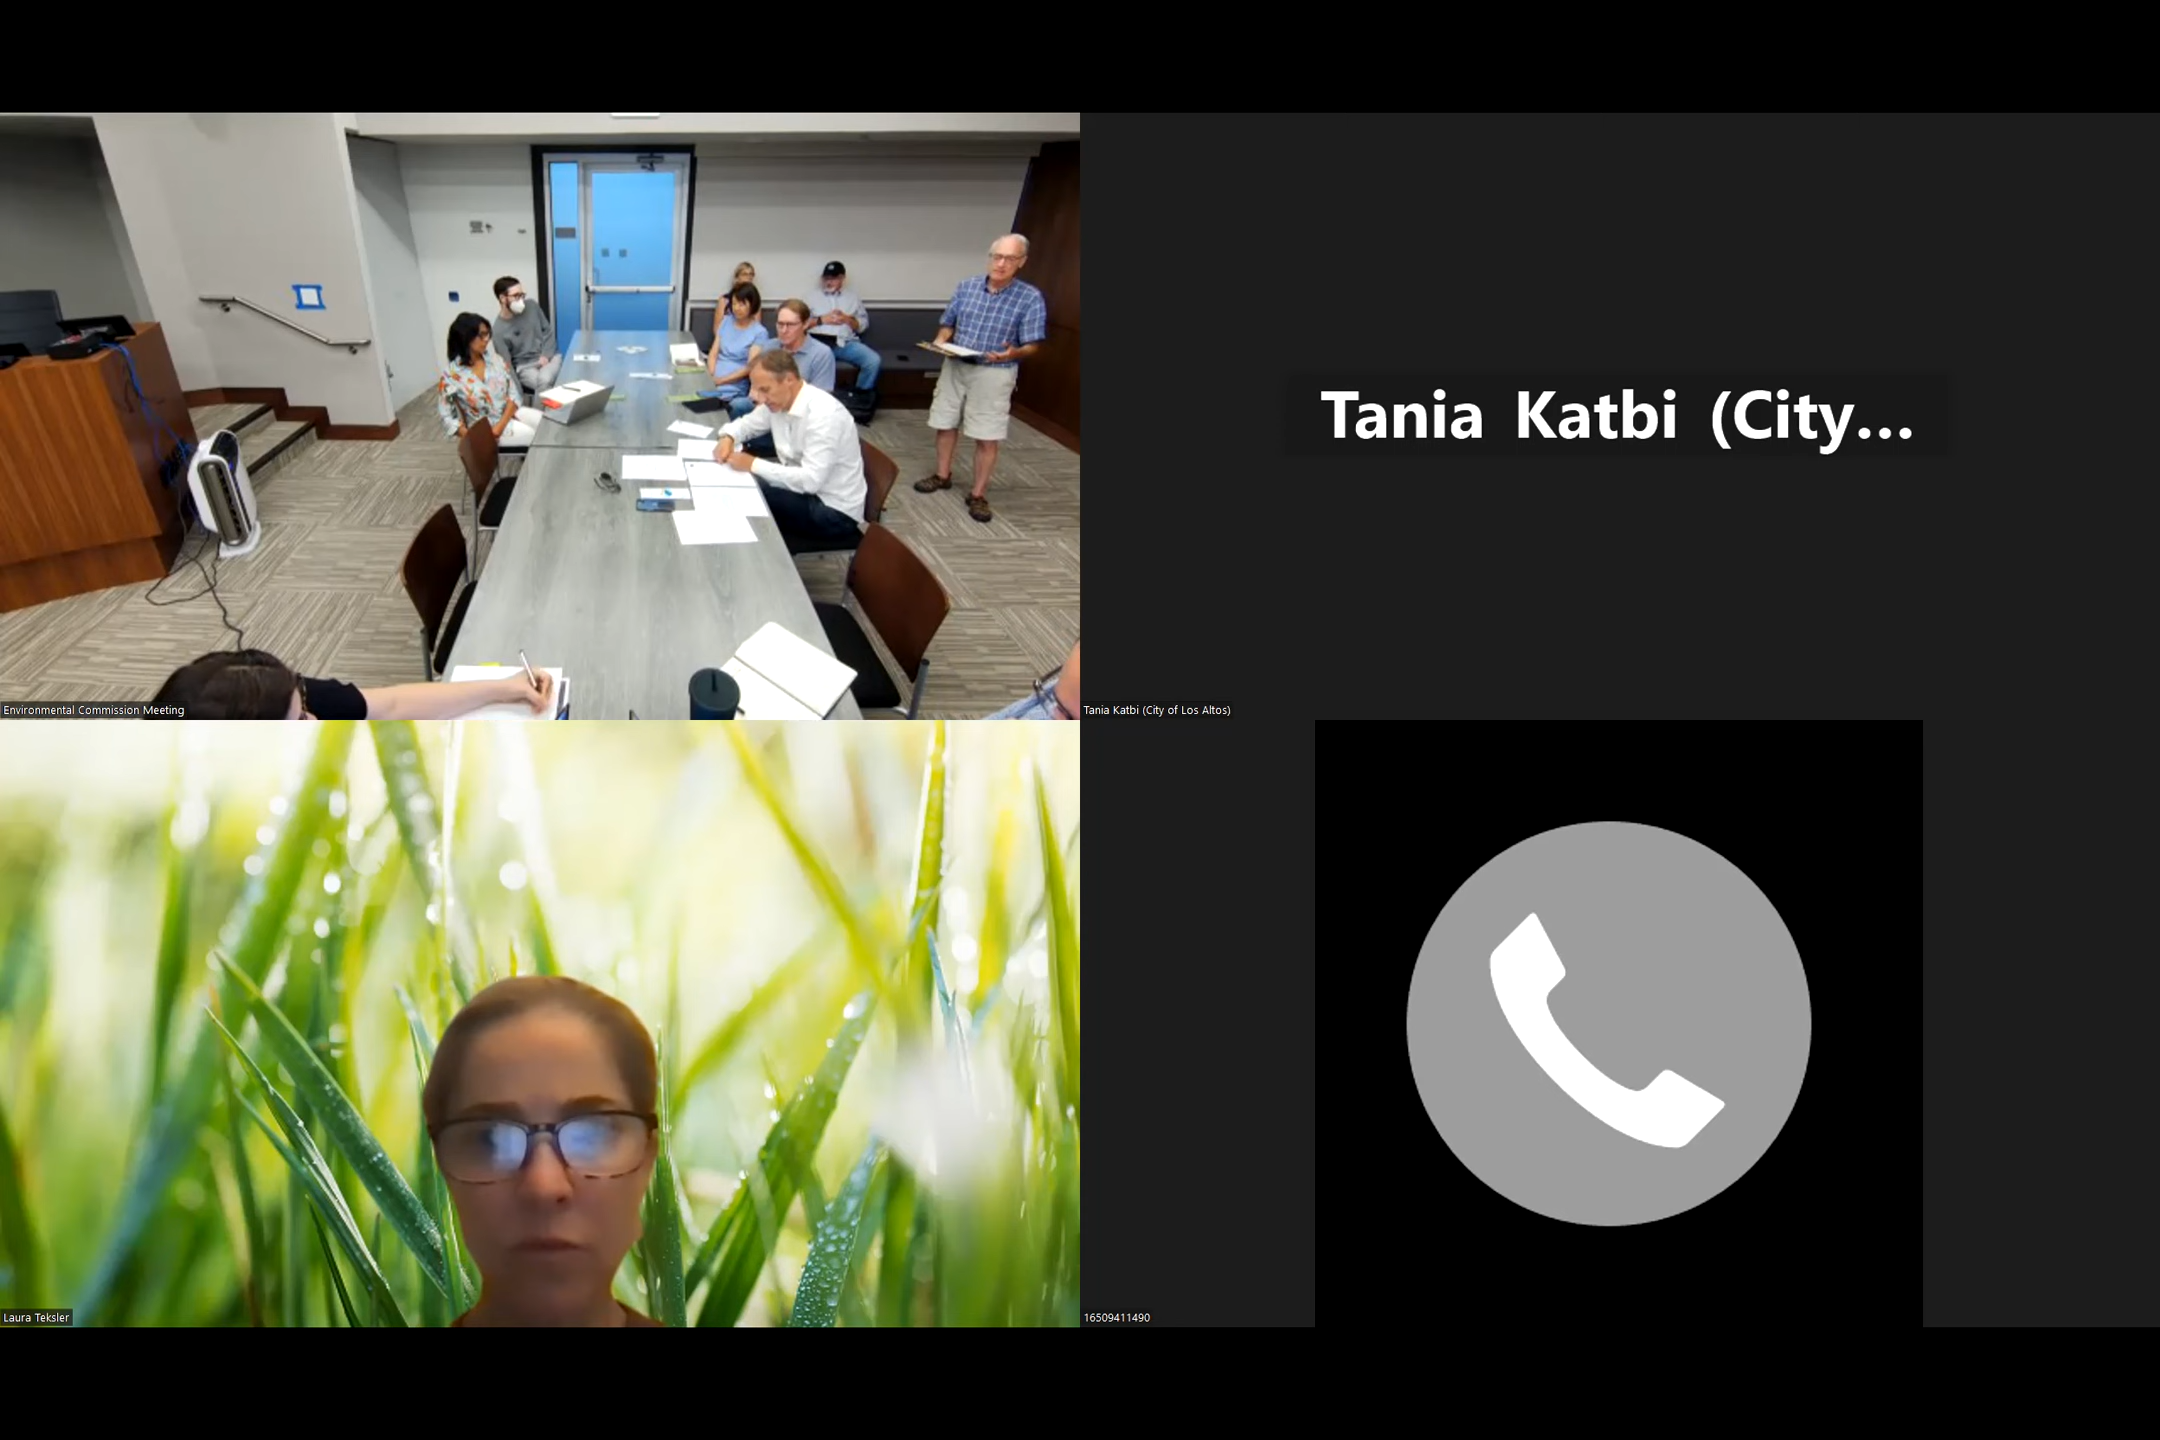 Environmental Commission Meeting
Tania Katbi (City...
Tania Katbi (City of Los Altos)
Laura Teksler
16509411490